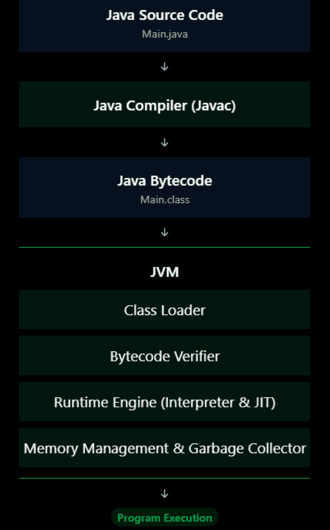 Java Source Code
Main.java
↓
Java Compiler (Javac)
↓
Java Bytecode
Main.class
↓
JVM
Class Loader
Bytecode Verifier
Runtime Engine (Interpreter & JIT)
Memory Management & Garbage Collector
↓
Program Execution